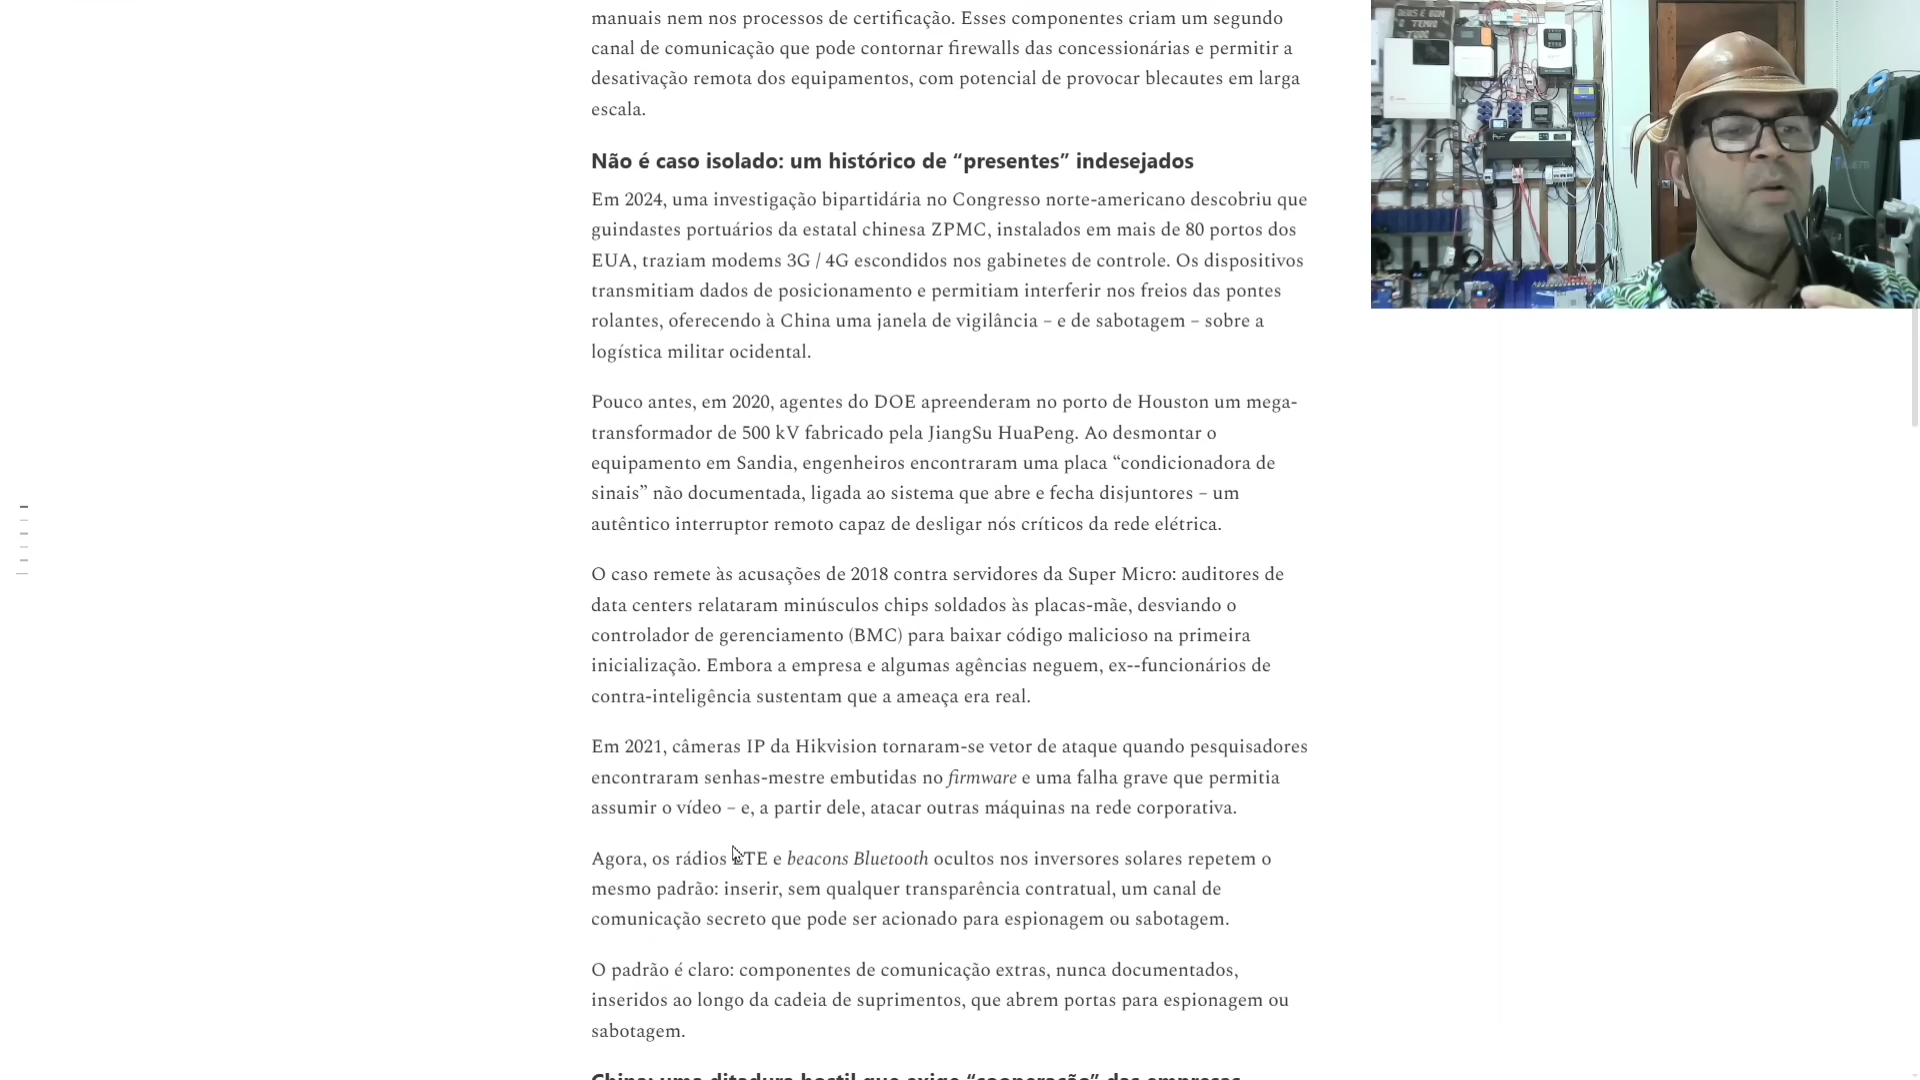 manuais nem nos processos de certificação. Esses componentes criam um segundo
canal de comunicação que pode contornar firewalls das concessionárias e permitir a
desativação remota dos equipamentos, com potencial de provocar blecautes em larga
escala.
Não é caso isolado: um histórico de “presentes” indesejados
Em 2024, uma investigação bipartidária no Congresso norte-americano descobriu que
guindastes portuários da estatal chinesa ZPMC, instalados em mais de 80 portos dos
EUA, traziam modems 3G / 4G escondidos nos gabinetes de controle. Os dispositivos
transmitiam dados de posicionamento e permitiam interferir nos freios das pontes
rolantes, oferecendo à China uma janela de vigilância – e de sabotagem – sobre a
logística militar ocidental.
Pouco antes, em 2020, agentes do DOE apreenderam no porto de Houston um mega-
transformador de 500 kV fabricado pela JiangSu HuaPeng. Ao desmontar o
equipamento em Sandia, engenheiros encontraram uma placa “condicionadora de
sinais” não documentada, ligada ao sistema que abre e fecha disjuntores – um
autêntico interruptor remoto capaz de desligar nós críticos da rede elétrica.
O caso remete às acusações de 2018 contra servidores da Super Micro: auditores de
data centers relataram minúsculos chips soldados às placas-mãe, desviando o
controlador de gerenciamento (BMC) para baixar código malicioso na primeira
inicialização. Embora a empresa e algumas agências neguem, ex--funcionários de
contra-inteligência sustentam que a ameaça era real.
Em 2021, câmeras IP da Hikvision tornaram-se vetor de ataque quando pesquisadores
encontraram senhas-mestre embutidas no firmware e uma falha grave que permitia
assumir o vídeo – e, a partir dele, atacar outras máquinas na rede corporativa.
Agora, os rádios LTE e beacons Bluetooth ocultos nos inversores solares repetem o
mesmo padrão: inserir, sem qualquer transparência contratual, um canal de
comunicação secreto que pode ser acionado para espionagem ou sabotagem.
O padrão é claro: componentes de comunicação extras, nunca documentados,
inseridos ao longo da cadeia de suprimentos, que abrem portas para espionagem ou
sabotagem.
China: uma ditadura hostil que exige “cooperação” das empresas
DEUS É BOM
O TEMPO
TODO